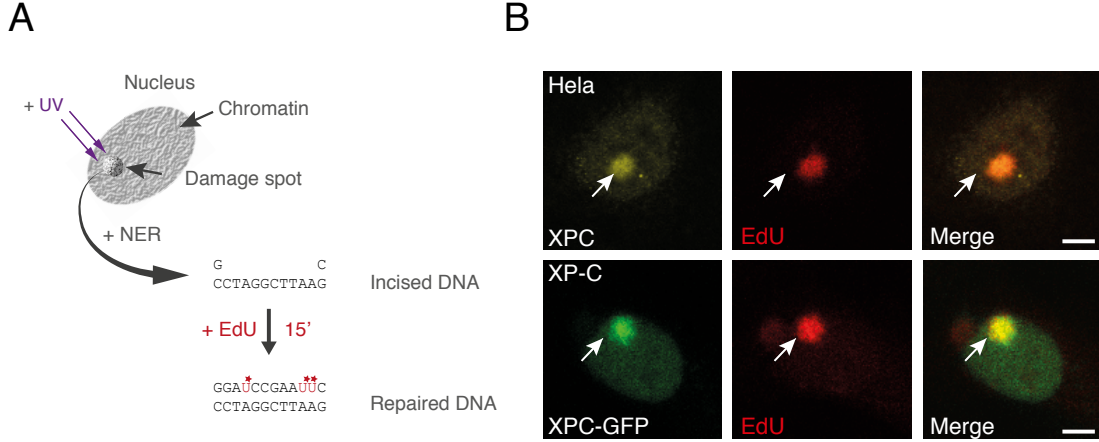 A
Nucleus
+ UV
Chromatin
Damage spot
+ NER
G C
CCTAGGCTTAAG
Incised DNA
+ EdU 15’
GGAUCCGAAUUC
CCTAGGCTTAAG
Repaired DNA
B
Hela
XPC
EdU
Merge
XP-C
XPC-GFP
EdU
Merge